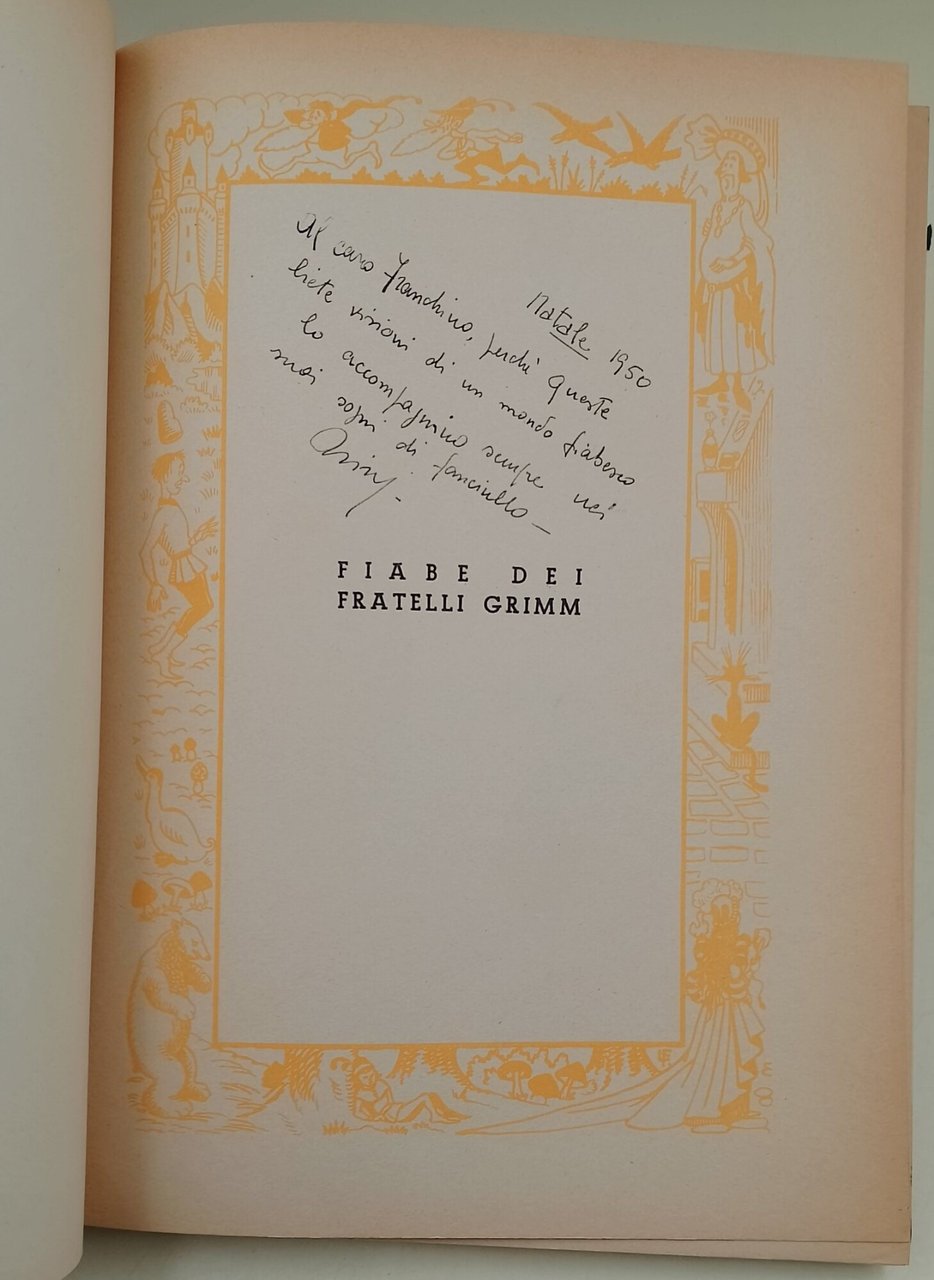 Natale 1950
Al caro Franchino, perchè queste
liete visioni di un mondo fiabesco
lo accompagnino sempre nei
suoi sogni di fanciullo –
FIABE DEI
FRATELLI GRIMM